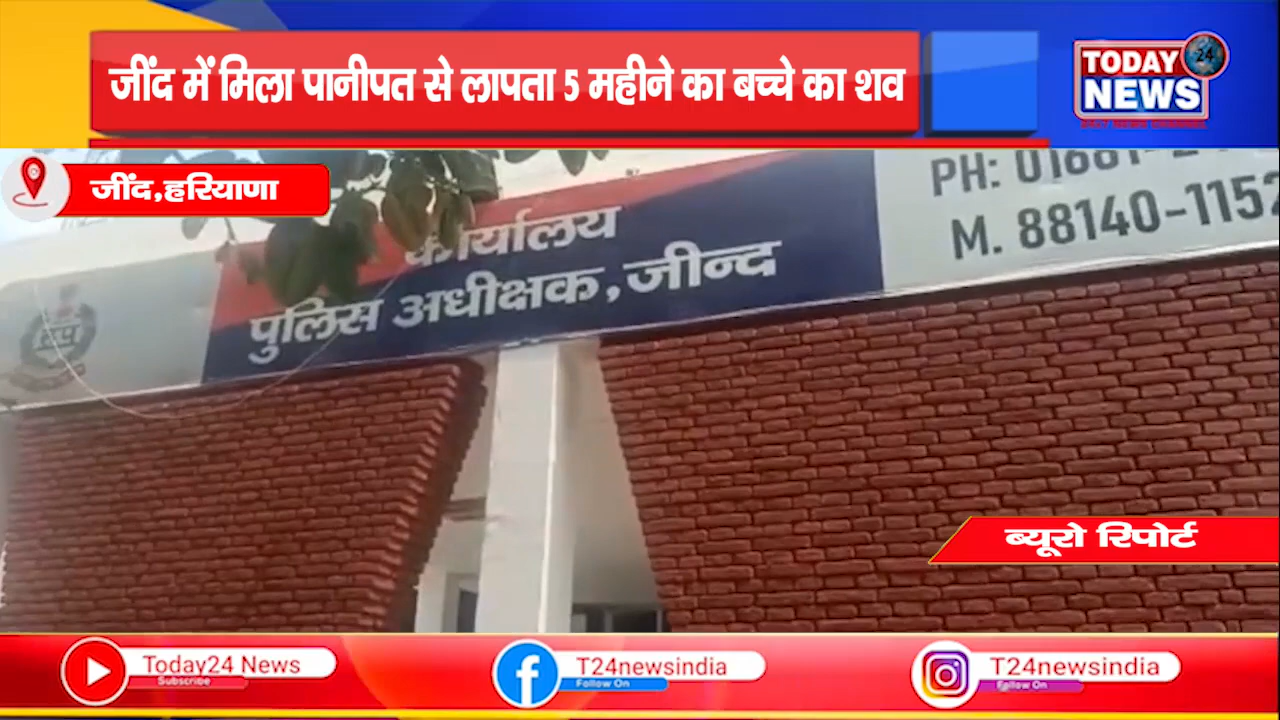 जींद में मिला पानीपत से लापता 5 महीने का बच्चे का शव
TODAY
24
NEWS
जींद,हरियाणा
कार्यालय
पुलिस अधीक्षक, जीन्द
PH:
M. 88140-1152
ब्यूरो रिपोर्ट
Today24 News
Subscribe
T24newsindia
Follow On
T24newsindia
Follow On